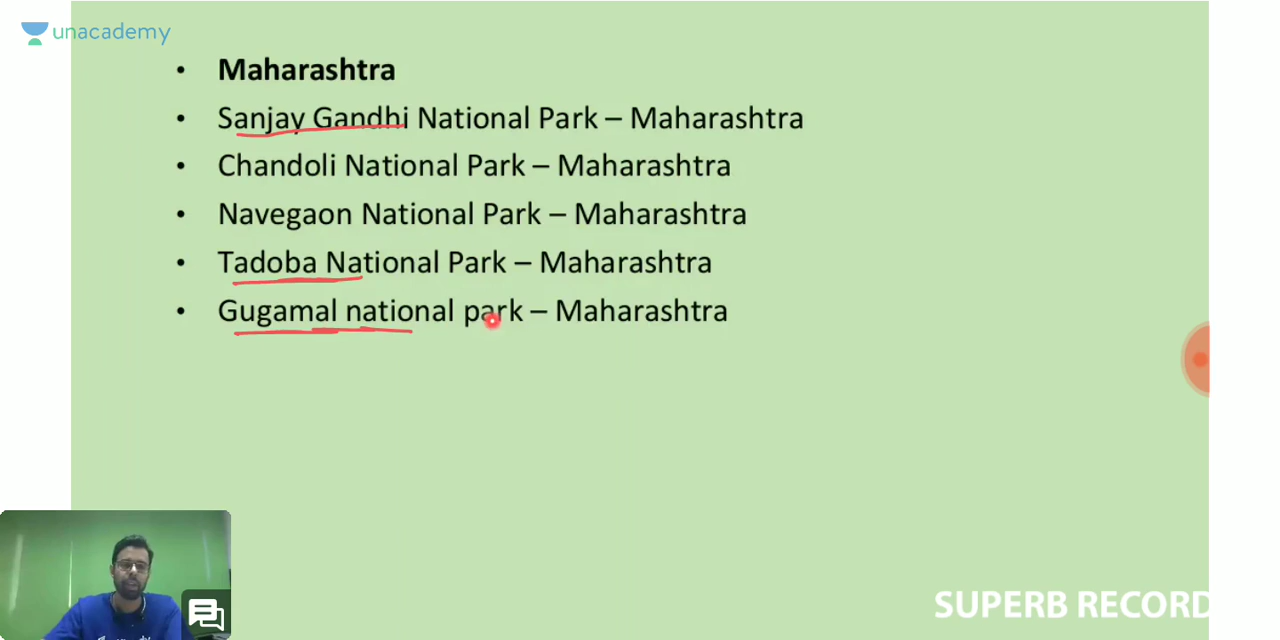 unacademy
• Maharashtra
• Sanjay Gandhi National Park – Maharashtra
• Chandoli National Park – Maharashtra
• Navegaon National Park – Maharashtra
• Tadoba National Park – Maharashtra
• Gugamal national park – Maharashtra
SUPERB RECORD